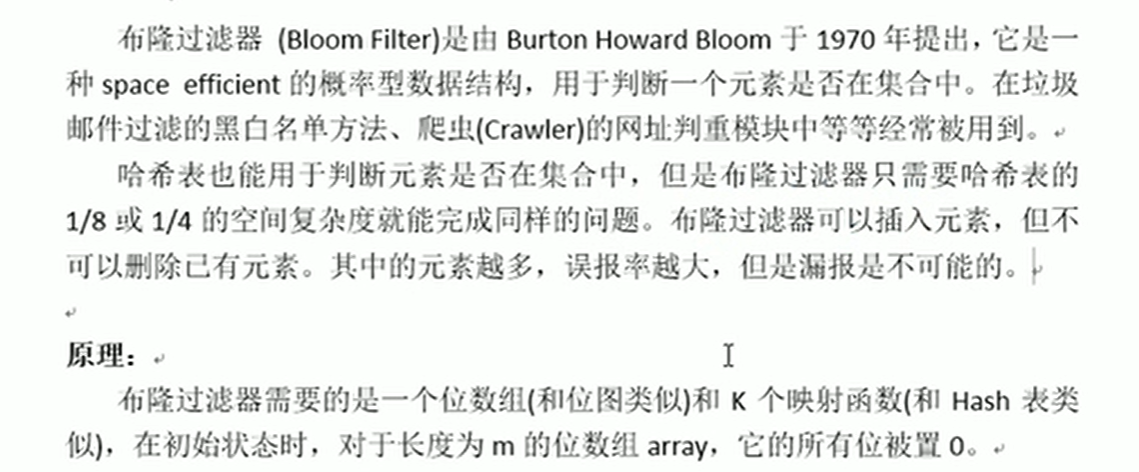 布隆过滤器 (Bloom Filter)是由 Burton Howard Bloom 于 1970 年提出，它是一
种 space efficient 的概率型数据结构，用于判断一个元素是否在集合中。在垃圾
邮件过滤的黑白名单方法、爬虫(Crawler)的网址判重模块中等等经常被用到。
哈希表也能用于判断元素是否在集合中，但是布隆过滤器只需要哈希表的
1/8 或 1/4 的空间复杂度就能完成同样的问题。布隆过滤器可以插入元素，但不
可以删除已有元素。其中的元素越多，误报率越大，但是漏报是不可能的。
原理：
布隆过滤器需要的是一个位数组(和位图类似)和 K 个映射函数(和 Hash 表类
似)，在初始状态时，对于长度为 m 的位数组 array，它的所有位被置 0。